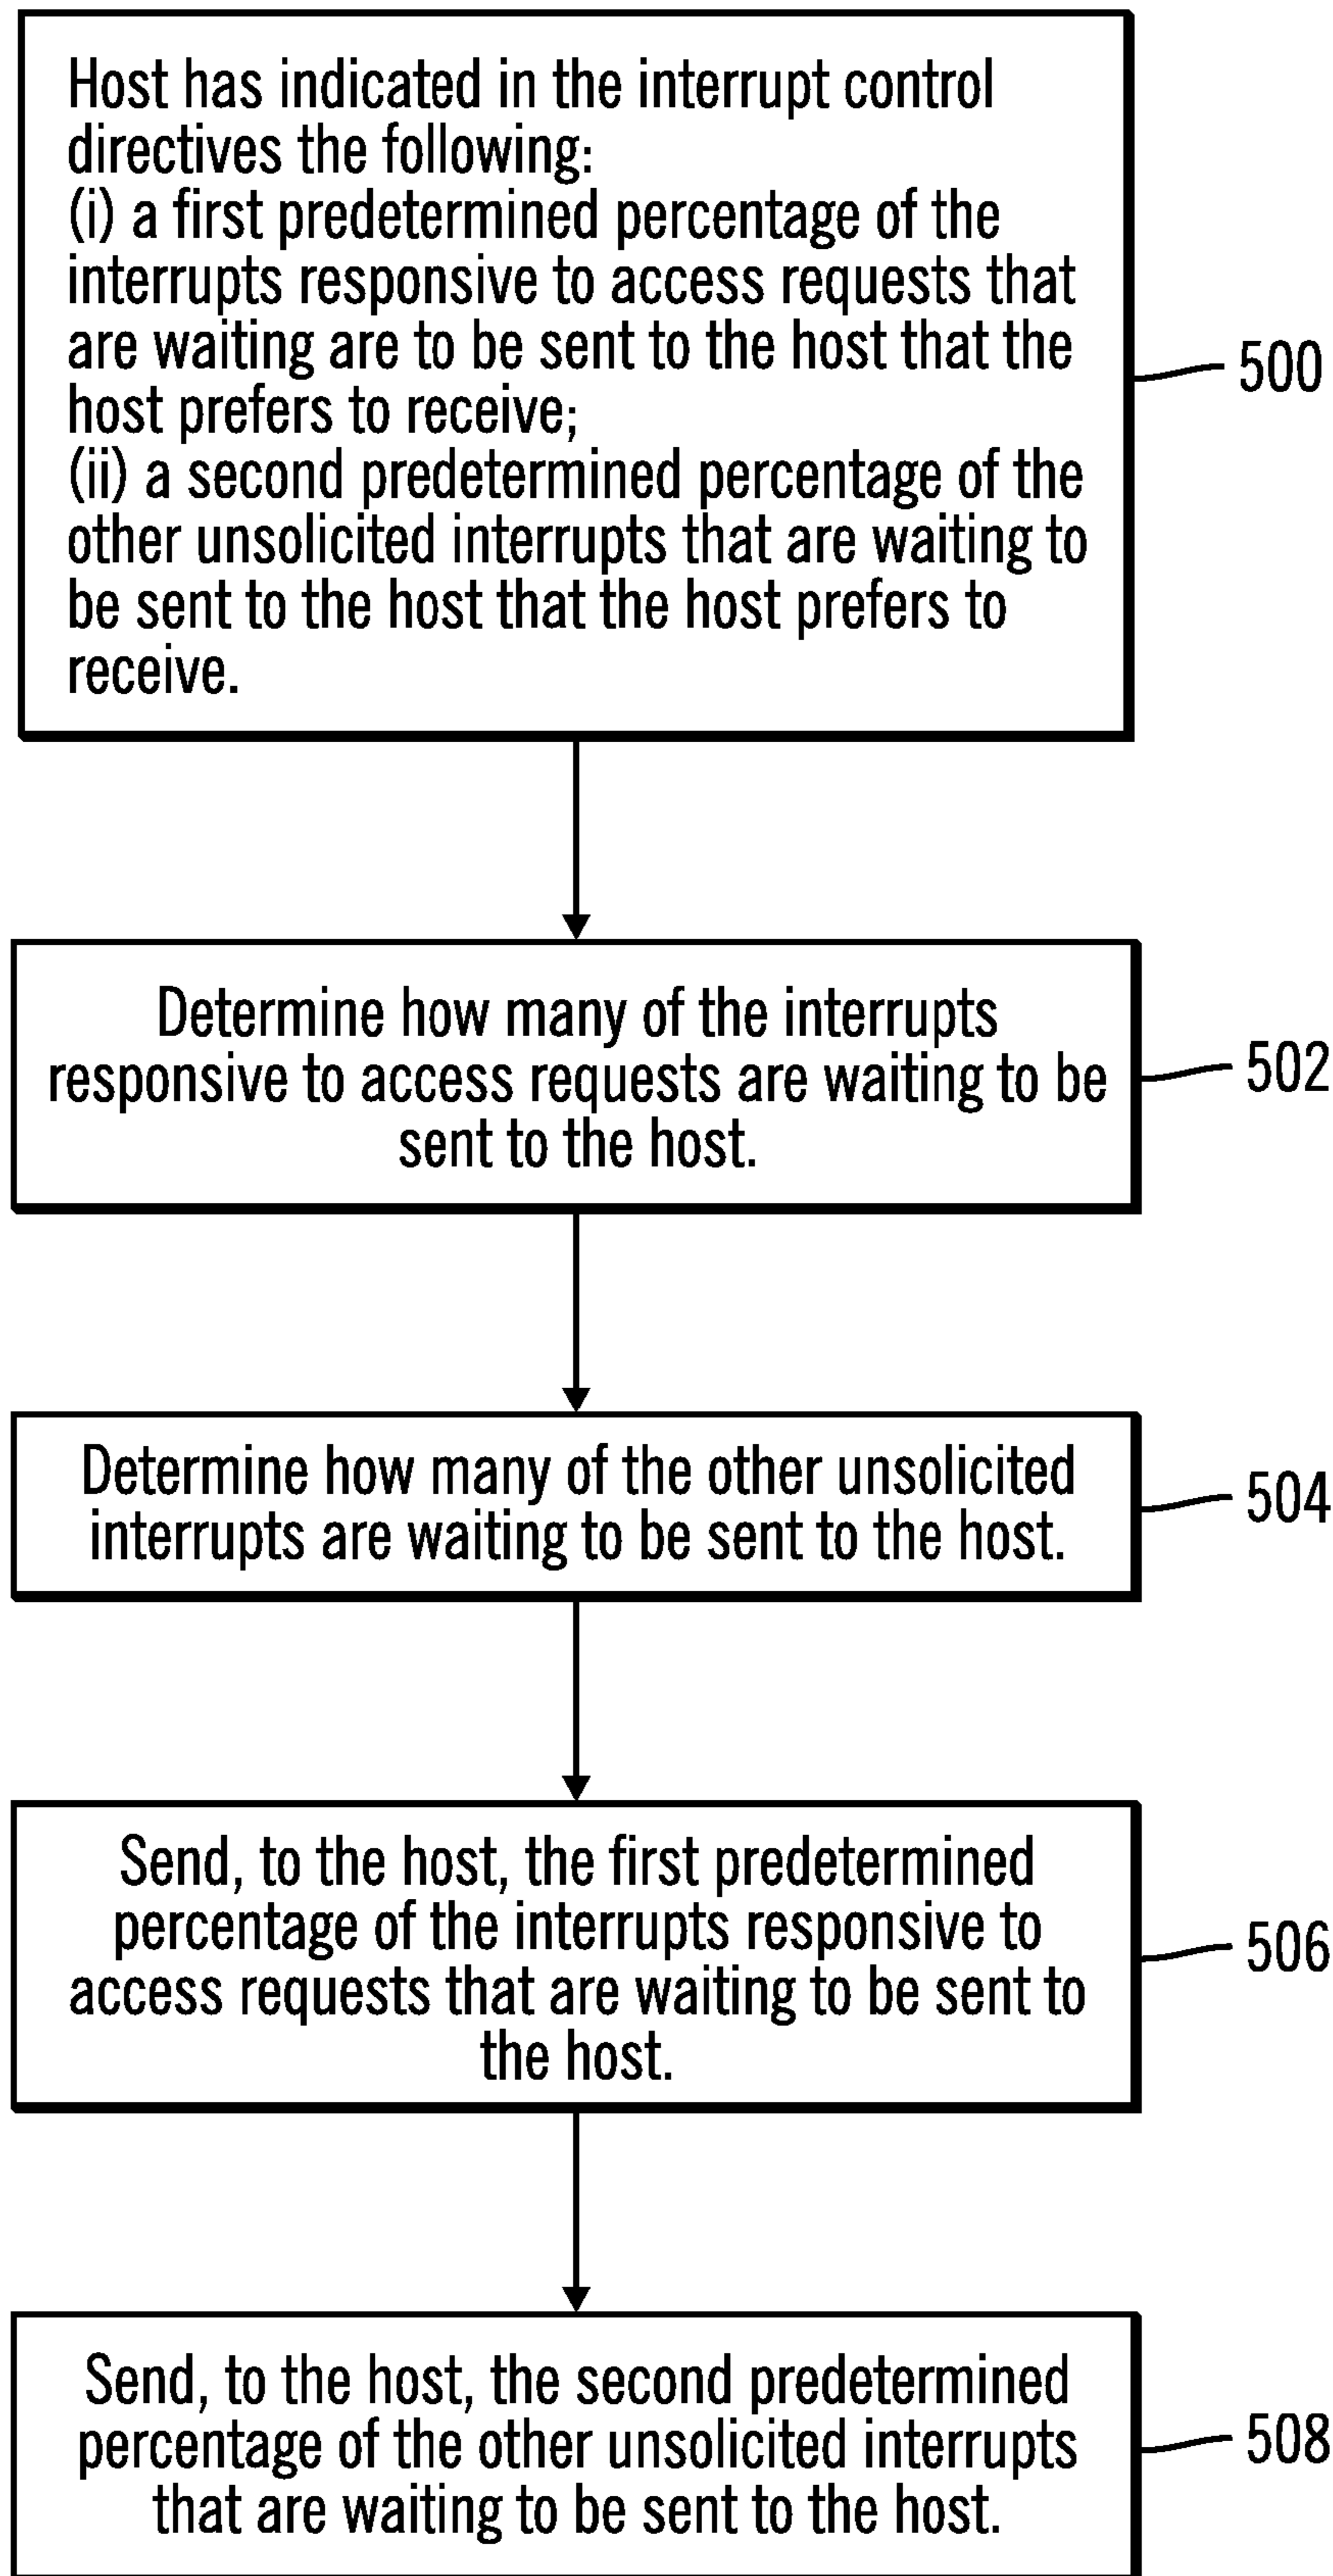 Host has indicated in the interrupt control
directives the following:
(i) a first predetermined percentage of the
interrupts responsive to access requests that
are waiting are to be sent to the host that the
host prefers to receive;
(ii) a second predetermined percentage of the
other unsolicited interrupts that are waiting to
be sent to the host that the host prefers to
receive.
500
Determine how many of the interrupts
responsive to access requests are waiting to be
sent to the host.
502
Determine how many of the other unsolicited
interrupts are waiting to be sent to the host.
504
Send, to the host, the first predetermined
percentage of the interrupts responsive to
access requests that are waiting to be sent to
the host.
506
Send, to the host, the second predetermined
percentage of the other unsolicited interrupts
that are waiting to be sent to the host.
508